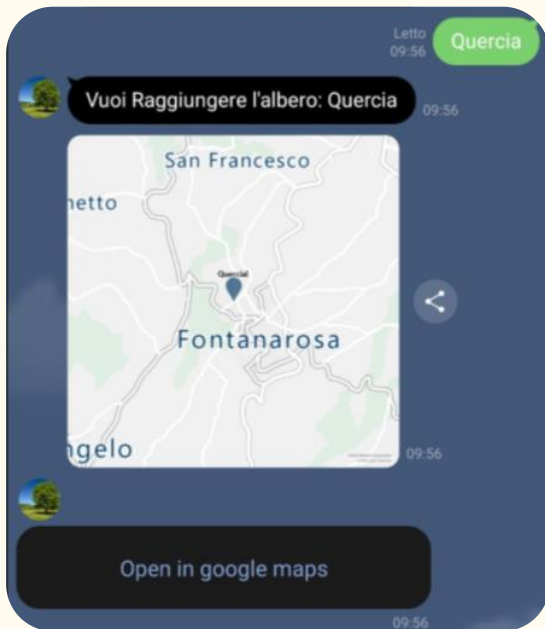 Letto
09:56
Quercia
Vuoi Raggiungere l'albero: Quercia
09:56
San Francesco
netto
Fontanarosa
ngelo
09:56
Open in google maps
09:56